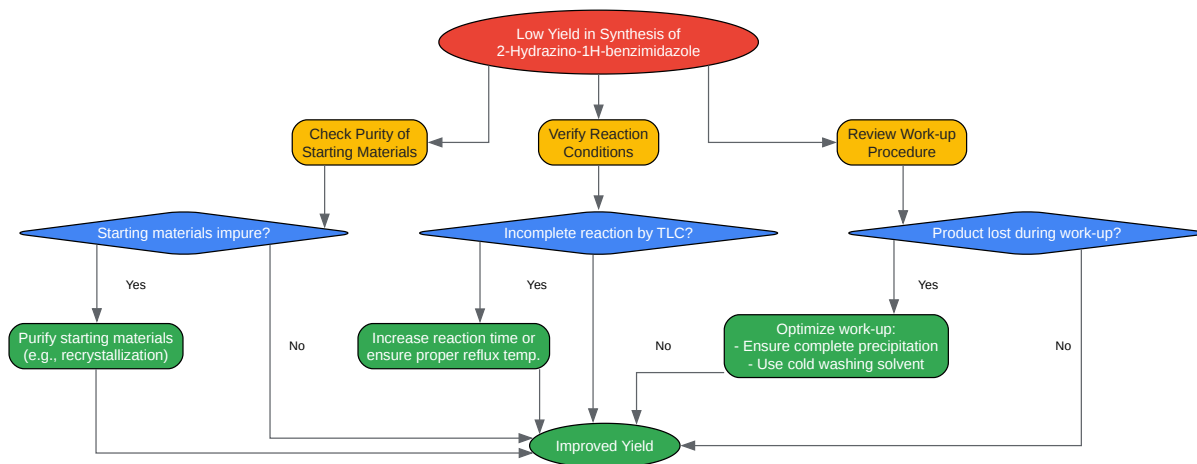 Low Yield in Synthesis of
2-Hydrazino-1H-benzimidazole
Check Purity of
Starting Materials
Verify Reaction
Conditions
Review Work-up
Procedure
Starting materials impure?
Incomplete reaction by TLC?
Product lost during work-up?
Yes
Yes
Yes
Purify starting materials
(e.g., recrystallization)
No
Increase reaction time or
ensure proper reflux temp.
No
Optimize work-up:
- Ensure complete precipitation
- Use cold washing solvent
No
Improved Yield